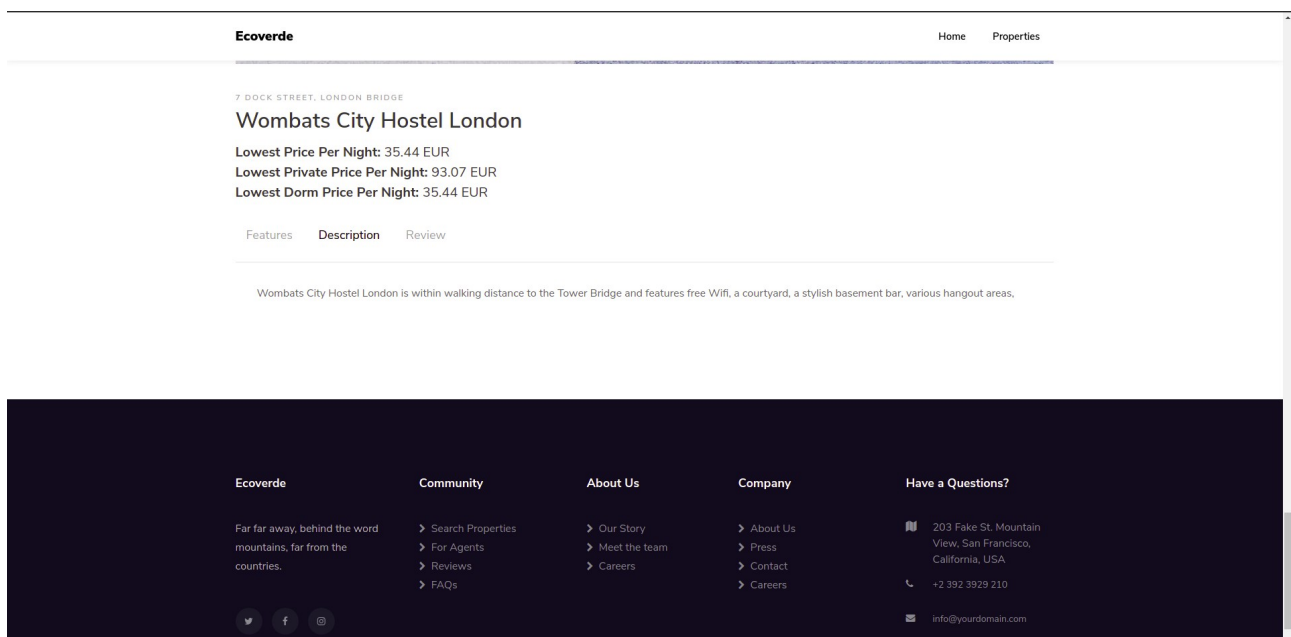 Ecoverde
Home Properties
7 DOCK STREET, LONDON BRIDGE
Wombats City Hostel London
Lowest Price Per Night: 35.44 EUR
Lowest Private Price Per Night: 93.07 EUR
Lowest Dorm Price Per Night: 35.44 EUR
Features Description Review
Wombats City Hostel London is within walking distance to the Tower Bridge and features free Wifi, a courtyard, a stylish basement bar, various hangout areas,
Ecoverde
Far far away, behind the word
mountains, far from the
countries.
Community
Search Properties
For Agents
Reviews
FAQs
About Us
Our Story
Meet the team
Careers
Company
About Us
Press
Contact
Careers
Have a Questions?
203 Fake St. Mountain
View, San Francisco,
California, USA
+2 392 3929 210
info@yourdomain.com